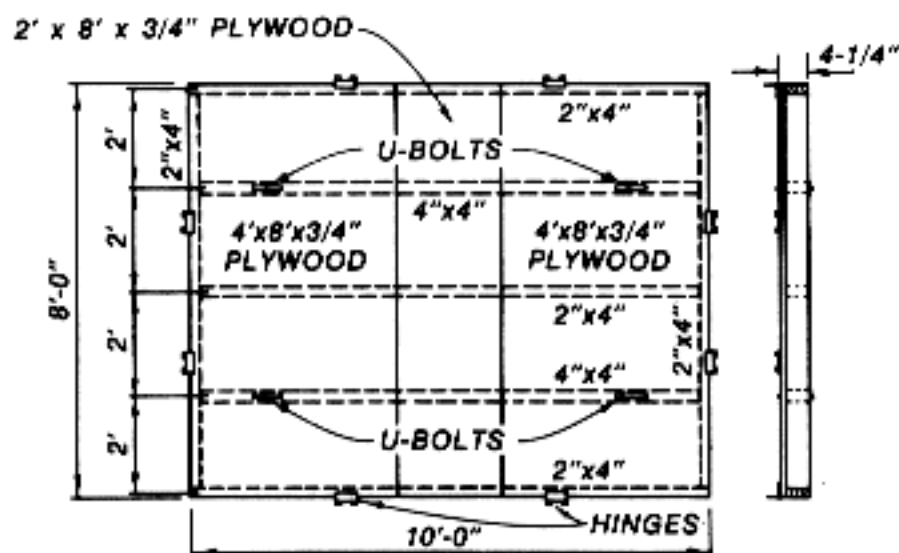 2' x 8' x 3/4" PLYWOOD
4-1/4"
2"x4"
2'
2"x4"
U-BOLTS
4"x4"
2'
4'x8'x3/4"
PLYWOOD
4'x8'x3/4"
PLYWOOD
8'-0"
2"x4"
2"x4"
2'
4"x4"
U-BOLTS
2'
2"x4"
HINGES
10'-0"